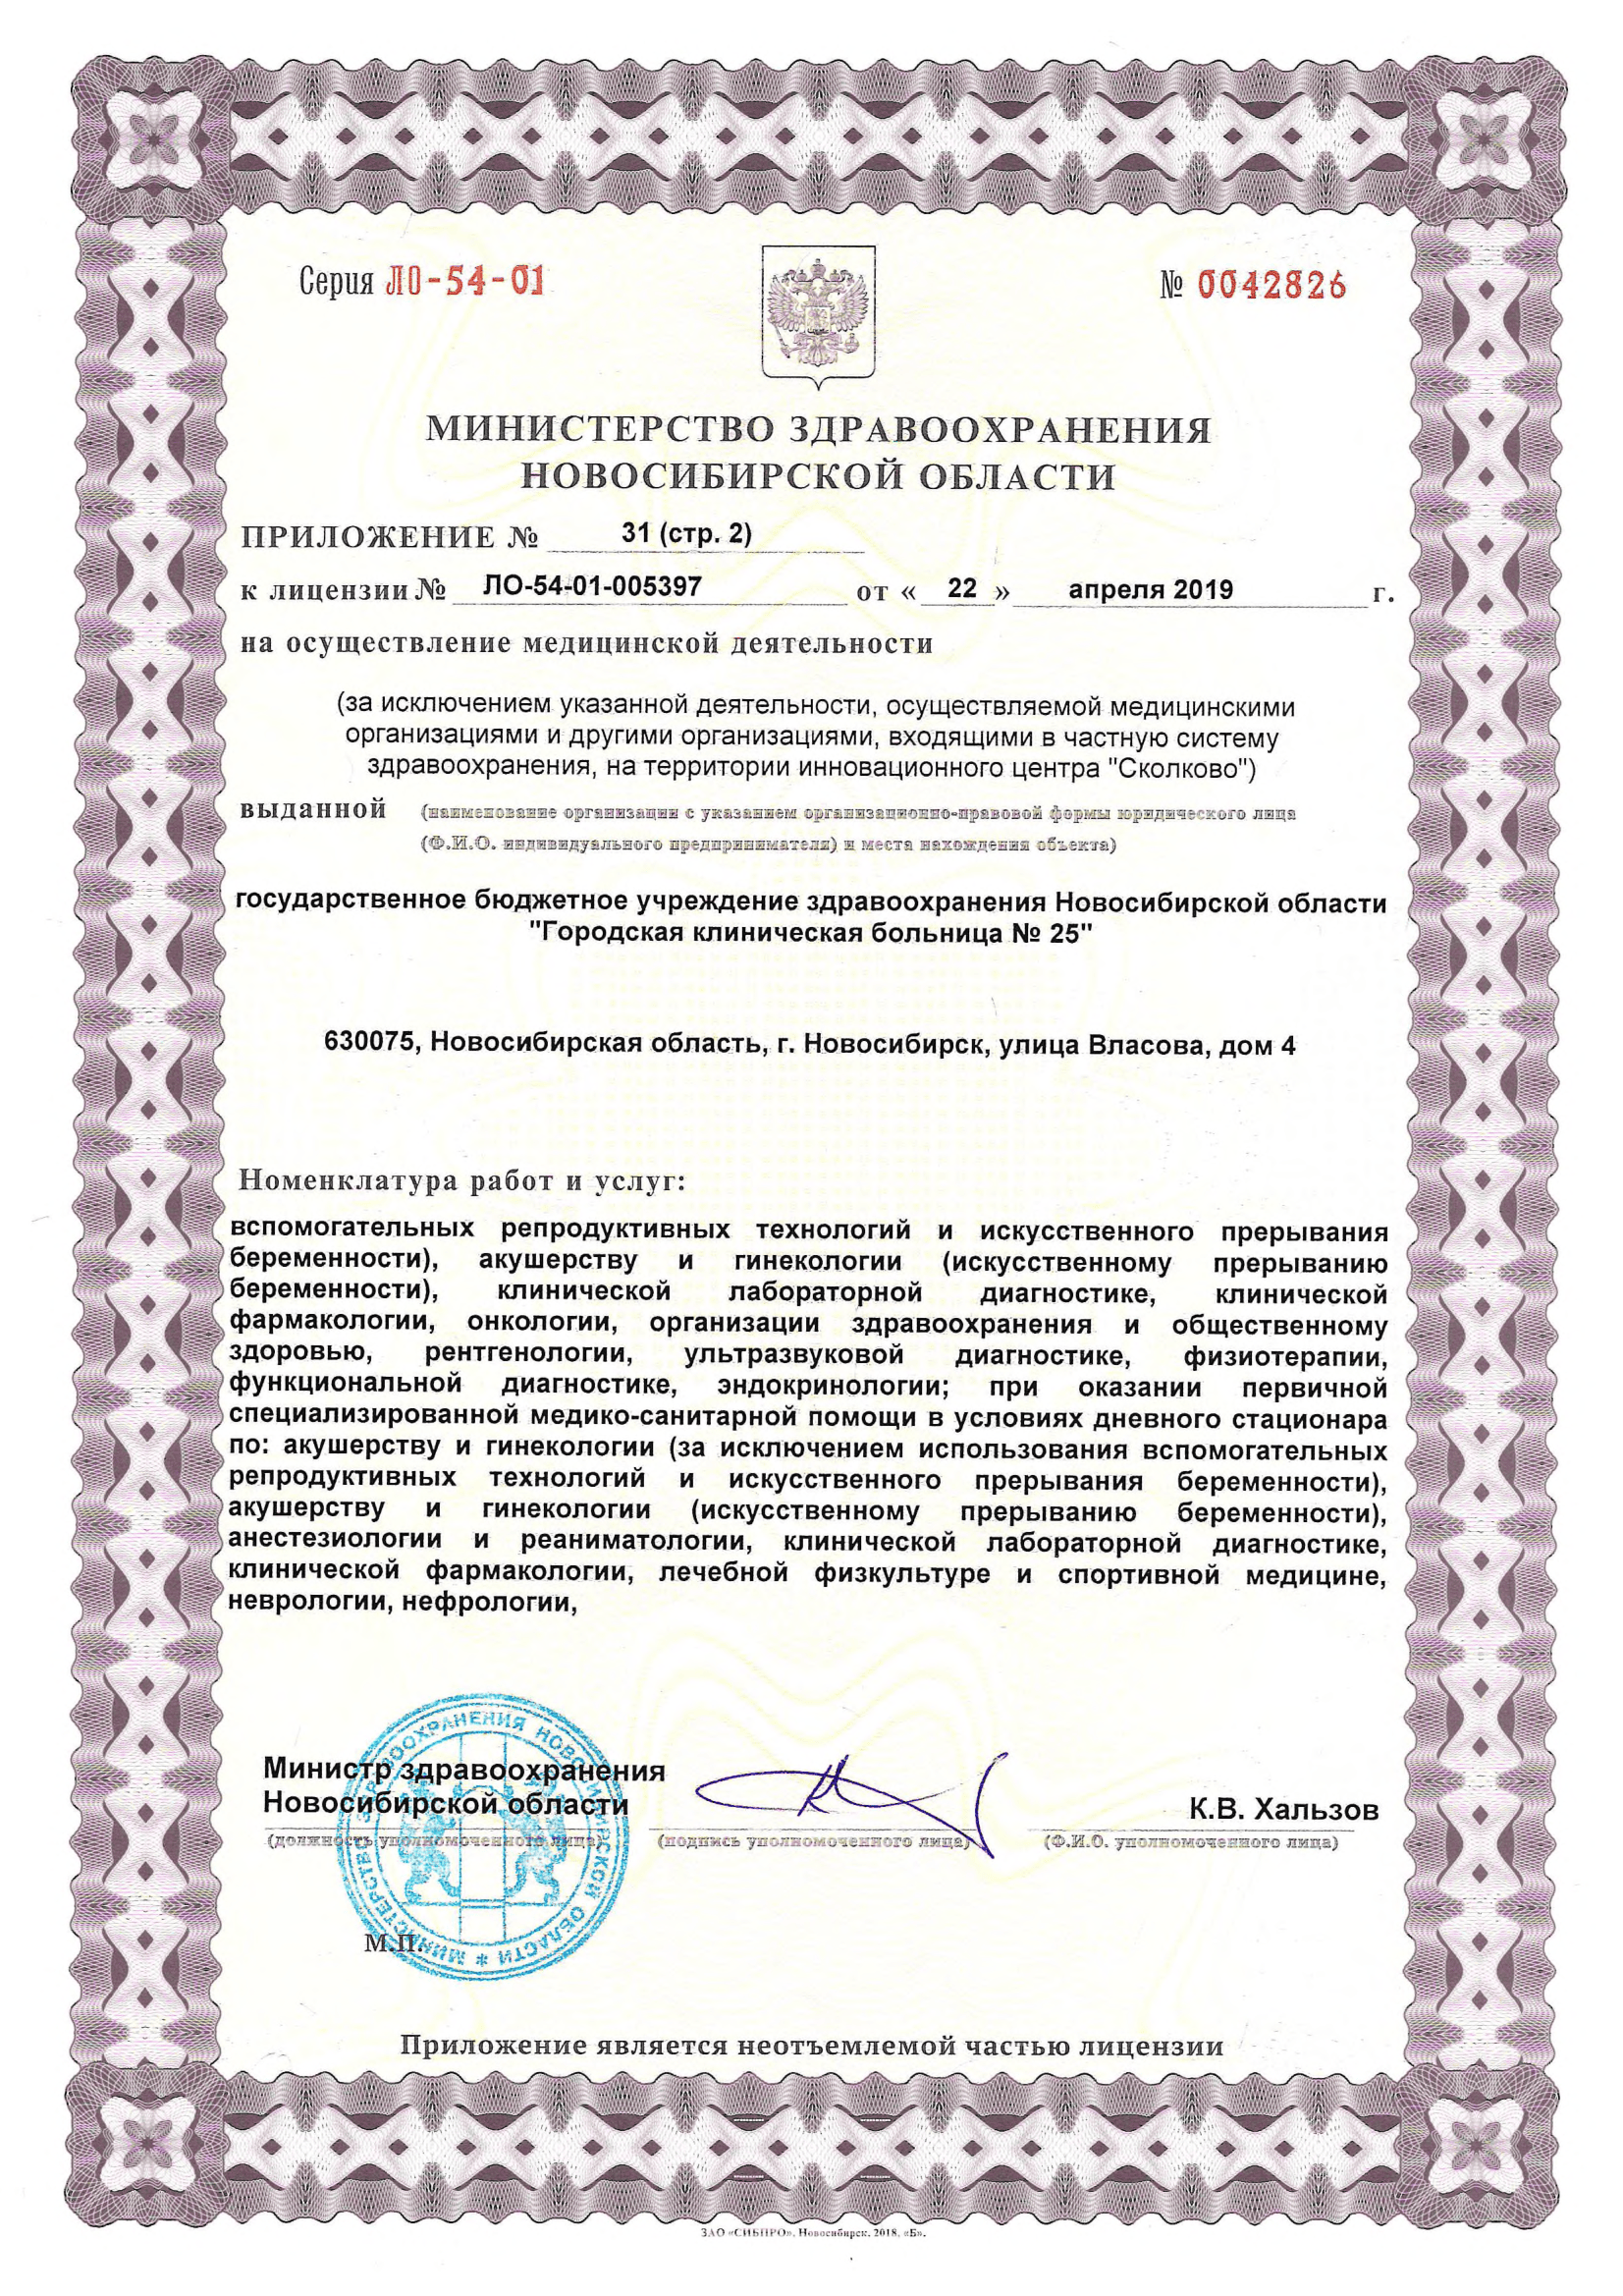 Серия ЛО-54-01
№ 0042826
МИНИСТЕРСТВО ЗДРАВООХРАНЕНИЯ
НОВОСИБИРСКОЙ ОБЛАСТИ
ПРИЛОЖЕНИЕ № 31 (стр. 2)
к лицензии № ЛО-54-01-005397 от « 22 » апреля 2019 г.
на осуществление медицинской деятельности
(за исключением указанной деятельности, осуществляемой медицинскими
организациями и другими организациями, входящими в частную систему
здравоохранения, на территории инновационного центра "Сколково")
выданной (наименование организации с указанием организационно-правовой формы юридического лица
(Ф.И.О. индивидуального предпринимателя) и места нахождения объекта)
государственное бюджетное учреждение здравоохранения Новосибирской области
"Городская клиническая больница № 25"
630075, Новосибирская область, г. Новосибирск, улица Власова, дом 4
Номенклатура работ и услуг:
вспомогательных репродуктивных технологий и искусственного прерывания
беременности), акушерству и гинекологии (искусственному прерыванию
беременности), клинической лабораторной диагностике, клинической
фармакологии, онкологии, организации здравоохранения и общественному
здоровью, рентгенологии, ультразвуковой диагностике, физиотерапии,
функциональной диагностике, эндокринологии; при оказании первичной
специализированной медико-санитарной помощи в условиях дневного стационара
по: акушерству и гинекологии (за исключением использования вспомогательных
репродуктивных технологий и искусственного прерывания беременности),
акушерству и гинекологии (искусственному прерыванию беременности),
анестезиологии и реаниматологии, клинической лабораторной диагностике,
клинической фармакологии, лечебной физкультуре и спортивной медицине,
неврологии, нефрологии,
Министр здравоохранения
Новосибирской области
К.В. Хальзов
(должность уполномоченного лица)
(подпись уполномоченного лица)
(Ф.И.О. уполномоченного лица)
МИНИСТЕРСТВО ЗДРАВООХРАНЕНИЯ НОВОСИБИРСКОЙ ОБЛАСТИ *
М.П.
Приложение является неотъемлемой частью лицензии
ЗАО «СИБПРО», Новосибирск, 2018, «Б».